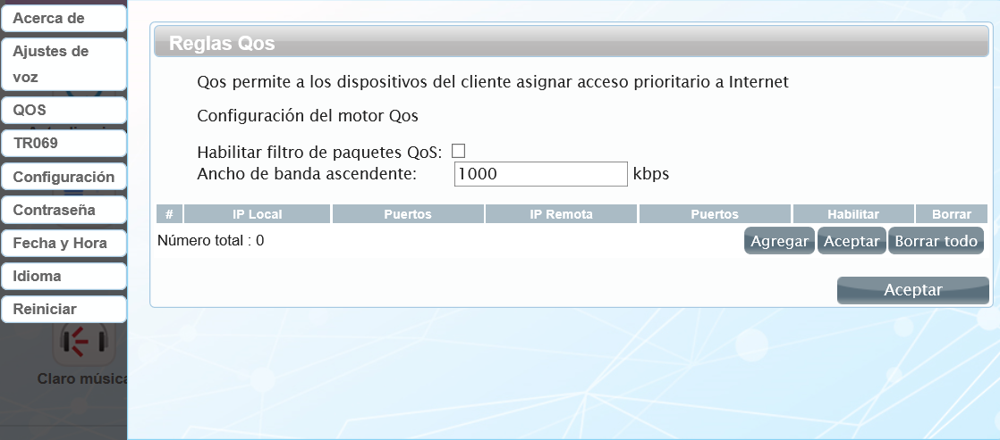 Acerca de
Ajustes de
voz
QOS
TR069
Configuración
Contraseña
Fecha y Hora
Idioma
Reiniciar
Claro música
Reglas Qos
Qos permite a los dispositivos del cliente asignar acceso prioritario a Internet
Configuración del motor Qos
Habilitar filtro de paquetes QoS:
Ancho de banda ascendente: 1000 kbps
# IP Local Puertos IP Remota Puertos Habilitar Borrar
Número total : 0 Agregar Aceptar Borrar todo
Aceptar